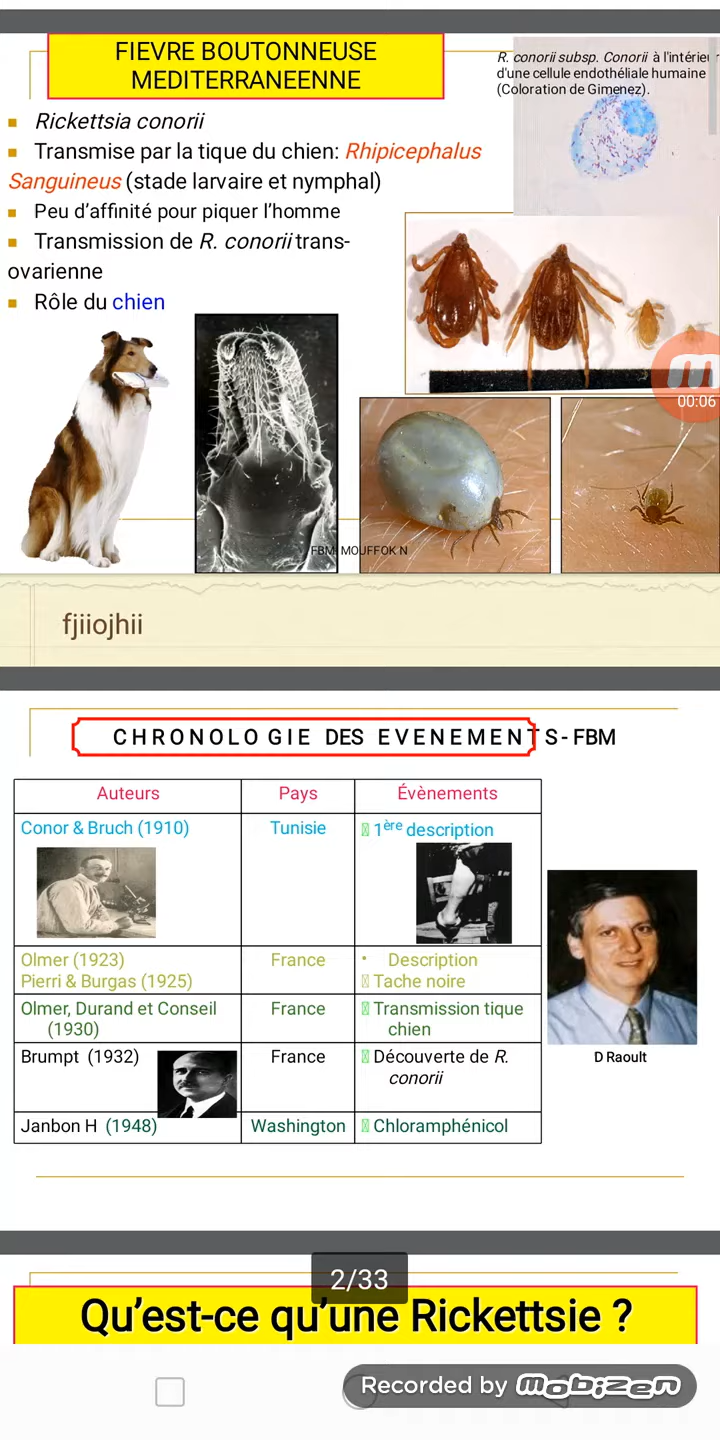 FIEVRE BOUTONNEUSE
MEDITERRANEENNE
R. conorii subsp. Conorii à l'intérieur
d'une cellule endothéliale humaine
(Coloration de Gimenez).
▪ Rickettsia conorii
▪ Transmise par la tique du chien: Rhipicephalus
Sanguineus (stade larvaire et nymphal)
▪ Peu d'affinité pour piquer l'homme
▪ Transmission de R. conorii trans-
ovarienne
▪ Rôle du chien
00:06
FBM MOUFFOK N
fjiiojhii
CHRONOLOGIE DES EVENEMENTS-FBM
Auteurs Pays Évènements
Conor & Bruch (1910) Tunisie 1ère description
Olmer (1923) France • Description
Pierri & Burgas (1925) Tache noire
Olmer, Durand et Conseil France Transmission tique
(1930) chien
Brumpt (1932) France Découverte de R.
conorii
D Raoult
Janbon H (1948) Washington Chloramphénicol
2/33
Qu'est-ce qu'une Rickettsie ?
Recorded by mobizen